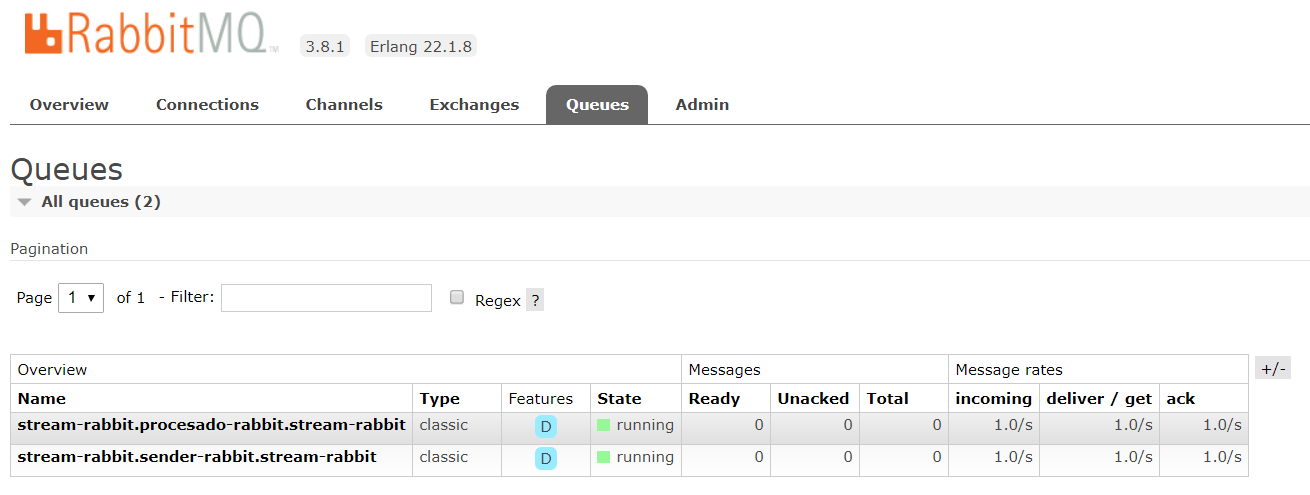 RabbitMQ TM 3.8.1 Erlang 22.1.8
Overview Connections Channels Exchanges Queues Admin
Queues
All queues (2)
Pagination
Page 1 of 1 - Filter: Regex ?
Overview Messages Message rates +/-
Name Type Features State Ready Unacked Total incoming deliver / get ack
stream-rabbit.procesado-rabbit.stream-rabbit classic D running 0 0 0 1.0/s 1.0/s 1.0/s
stream-rabbit.sender-rabbit.stream-rabbit classic D running 0 0 0 1.0/s 1.0/s 1.0/s